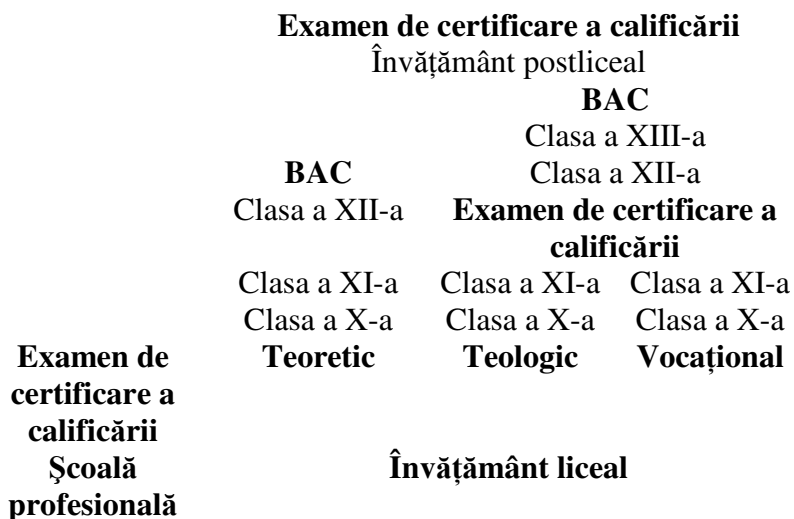 Examen de certificare a calificării
Învățământ postliceal
BAC
Clasa a XIII-a
BAC Clasa a XII-a
Clasa a XII-a Examen de certificare a
calificării
Clasa a XI-a Clasa a XI-a Clasa a XI-a
Clasa a X-a Clasa a X-a Clasa a X-a
Examen de Teoretic Teologic Vocațional
certificare a
calificării
Şcoală Învățământ liceal
profesională